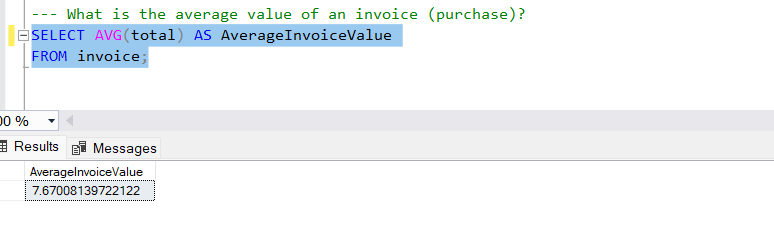 --- What is the average value of an invoice (purchase)?
SELECT AVG(total) AS AverageInvoiceValue
FROM invoice;
00 %
Results Messages
AverageInvoiceValue
7.67008139722122